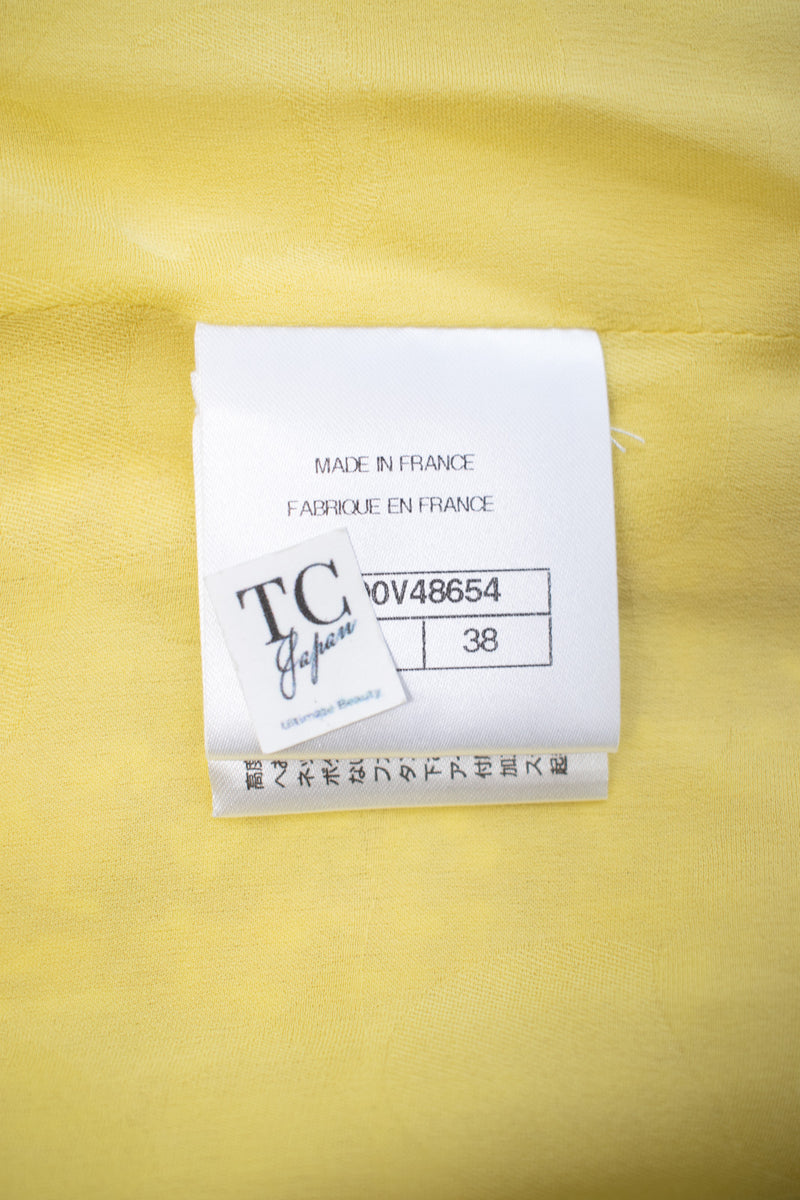 MADE IN FRANCE
FABRIQUE EN FRANCE
0V48654
38
TC
Japan
Ultimate Beauty